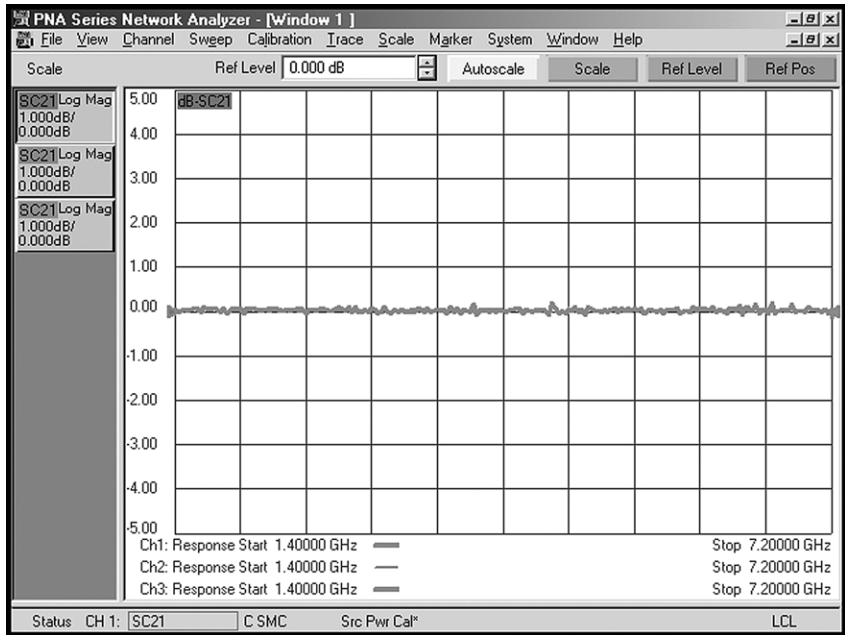 PNA Series Network Analyzer - [Window 1 ]
File View Channel Sweep Calibration Trace Scale Marker System Window Help
Scale Ref Level 0.000 dB Autoscale Scale Ref Level Ref Pos
SC21 Log Mag
1.000dB/
0.000dB
SC21 Log Mag
1.000dB/
0.000dB
SC21 Log Mag
1.000dB/
0.000dB
5.00 dB-SC21
4.00
3.00
2.00
1.00
0.00
-1.00
-2.00
-3.00
-4.00
-5.00
Ch1: Response Start 1.40000 GHz Stop 7.20000 GHz
Ch2: Response Start 1.40000 GHz Stop 7.20000 GHz
Ch3: Response Start 1.40000 GHz Stop 7.20000 GHz
Status CH 1: SC21 C SMC Src Pwr Cal* LCL